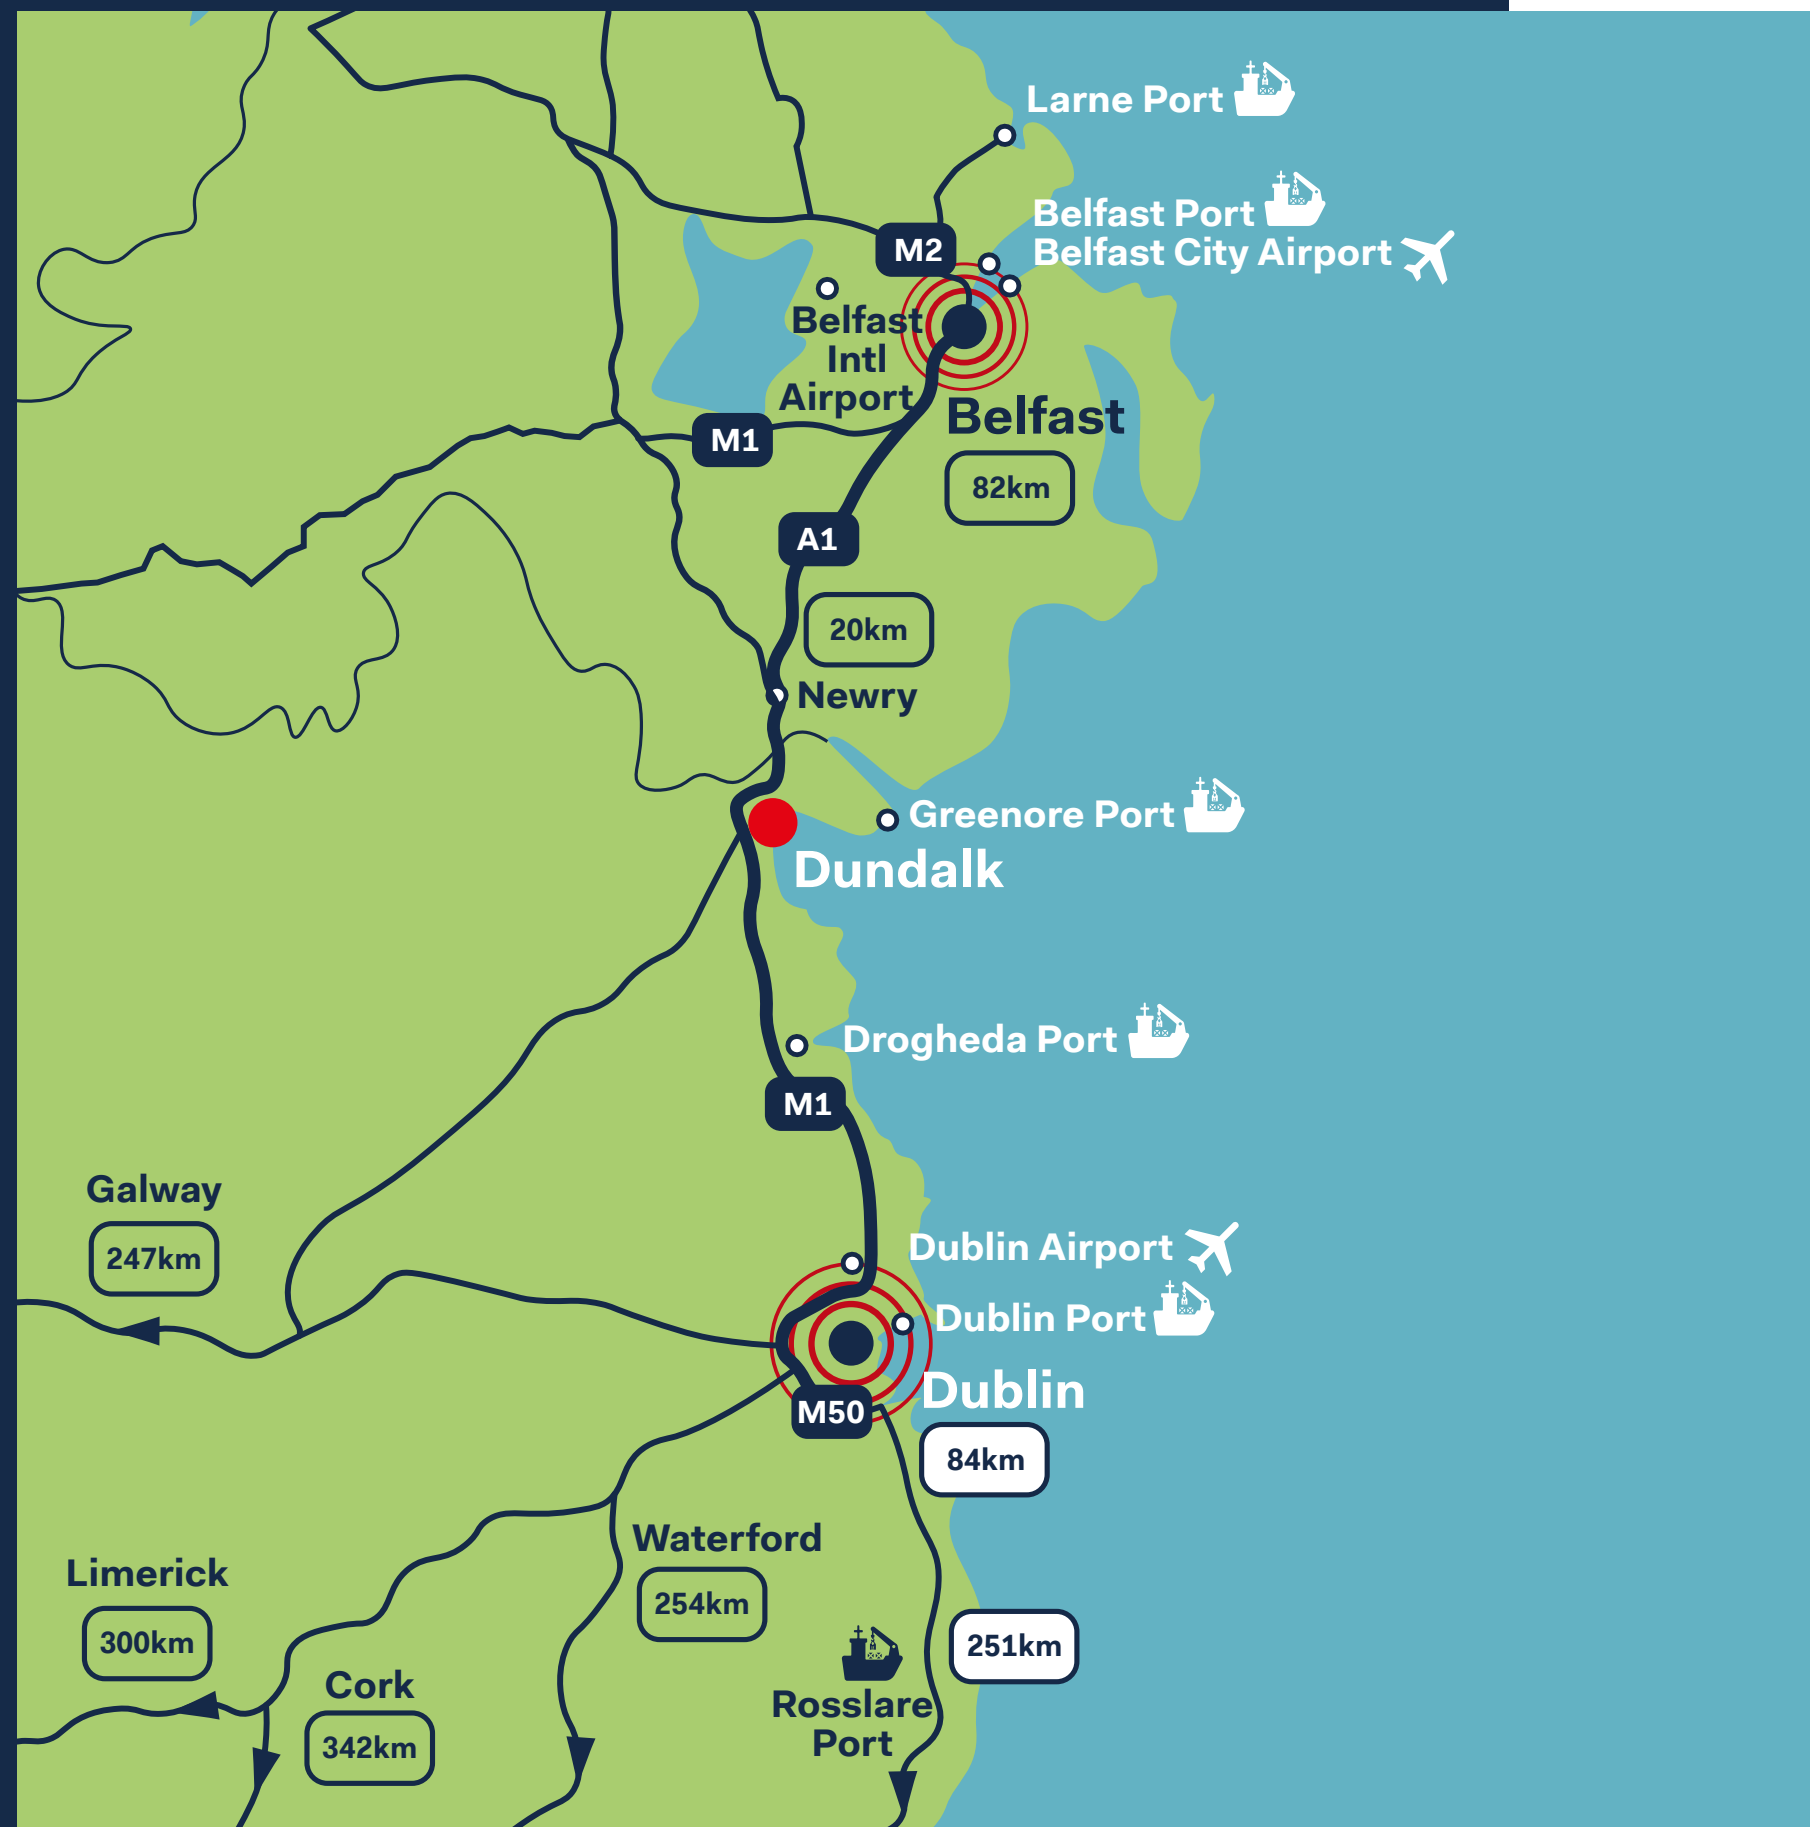 Larne Port
Belfast Port
Belfast City Airport
M2
Belfast
Intl
Airport
Belfast
82km
M1
A1
20km
Newry
Greenore Port
Dundalk
Drogheda Port
M1
Galway
247km
Dublin Airport
Dublin Port
Dublin
M50
84km
Waterford
254km
Limerick
300km
251km
Cork
342km
Rosslare
Port